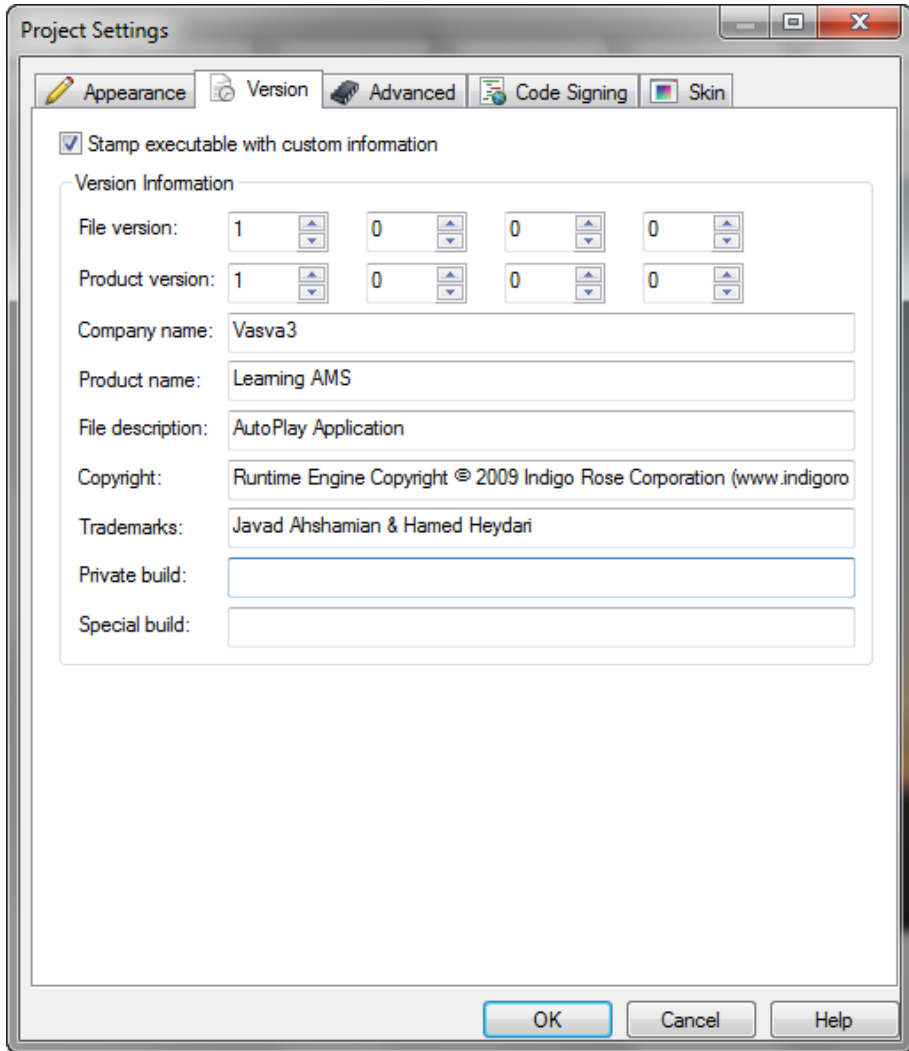 Project Settings
Appearance Version Advanced Code Signing Skin
Stamp executable with custom information
Version Information
File version: 1 0 0 0
Product version: 1 0 0 0
Company name: Vasva3
Product name: Learning AMS
File description: AutoPlay Application
Copyright: Runtime Engine Copyright © 2009 Indigo Rose Corporation (www.indigoro
Trademarks: Javad Ahshamian & Hamed Heydari
Private build:
Special build:
OK Cancel Help